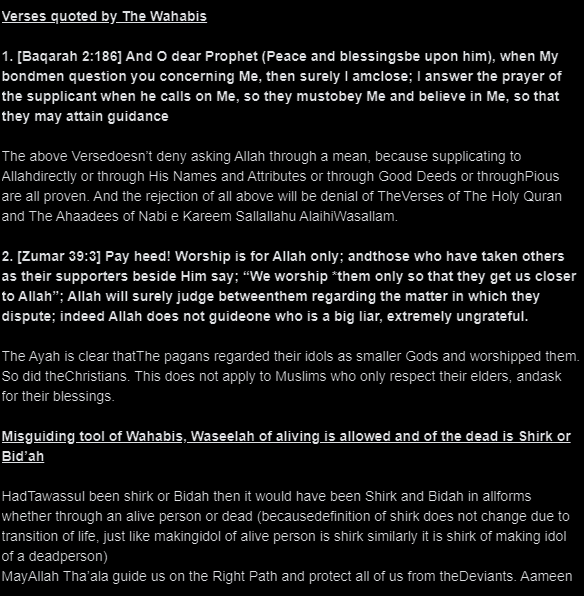 Verses quoted by The Wahabis
1. [Baqarah 2:186] And O dear Prophet (Peace and blessingsbe upon him), when My
bondmen question you concerning Me, then surely I amclose; I answer the prayer of
the supplicant when he calls on Me, so they mustobey Me and believe in Me, so that
they may attain guidance
The above Versedoesn’t deny asking Allah through a mean, because supplicating to
Allahdirectly or through His Names and Attributes or through Good Deeds or throughPious
are all proven. And the rejection of all above will be denial of TheVerses of The Holy Quran
and The Ahaadees of Nabi e Kareem Sallallahu AlaihiWasallam.
2. [Zumar 39:3] Pay heed! Worship is for Allah only; andthose who have taken others
as their supporters beside Him say; “We worship *them only so that they get us closer
to Allah”; Allah will surely judge betweenthem regarding the matter in which they
dispute; indeed Allah does not guideone who is a big liar, extremely ungrateful.
The Ayah is clear thatThe pagans regarded their idols as smaller Gods and worshipped them.
So did theChristians. This does not apply to Muslims who only respect their elders, andask
for their blessings.
Misguiding tool of Wahabis, Waseelah of aliving is allowed and of the dead is Shirk or
Bid’ah
HadTawassul been shirk or Bidah then it would have been Shirk and Bidah in allforms
whether through an alive person or dead (becausedefinition of shirk does not change due to
transition of life, just like makingidol of alive person is shirk similarly it is shirk of making idol
of a deadperson)
MayAllah Tha’ala guide us on the Right Path and protect all of us from theDeviants. Aameen